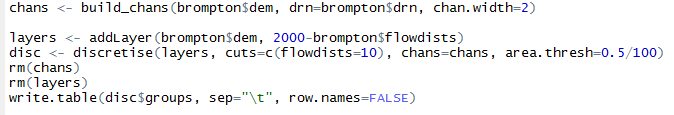 chans <- build_chans(brompton$dem, drn=brompton$drn, chan.width=2)
layers <- addLayer(brompton$dem, 2000-brompton$flowdists)
disc <- discretise(layers, cuts=c(flowdists=10), chans=chans, area.thresh=0.5/100)
rm(chans)
rm(layers)
write.table(disc$groups, sep="\t", row.names=FALSE)